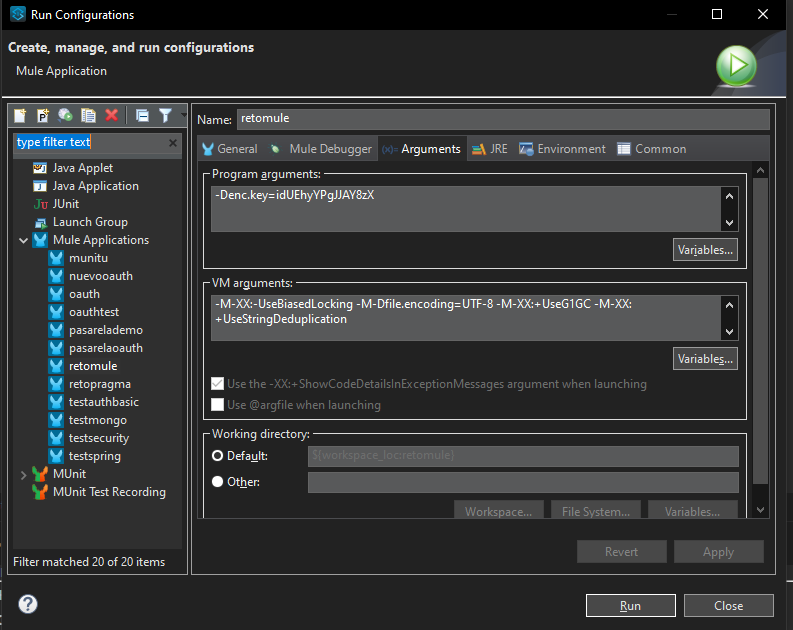 Run Configurations
Create, manage, and run configurations
Mule Application
type filter text
Java Applet
Java Application
Ju JUnit
Launch Group
Mule Applications
munitu
nuevooauth
oauth
oauthtest
pasarelademo
pasarelaoauth
retomule
retopragma
testauthbasic
testmongo
testsecurity
testspring
MUnit
MUnit Test Recording
Filter matched 20 of 20 items
Name: retomule
General Mule Debugger (x)= Arguments JRE Environment Common
Program arguments:
-Denc.key=idUEhyYPgJJAY8zX
Variables...
VM arguments:
-M-XX:-UseBiasedLocking -M-Dfile.encoding=UTF-8 -M-XX:+UseG1GC -M-XX:
+UseStringDeduplication
Variables...
Use the -XX:+ShowCodeDetailsInExceptionMessages argument when launching
Use @argfile when launching
Working directory:
Default: ${workspace_loc:retomule}
Other:
Workspace... File System... Variables...
Revert Apply
Run Close